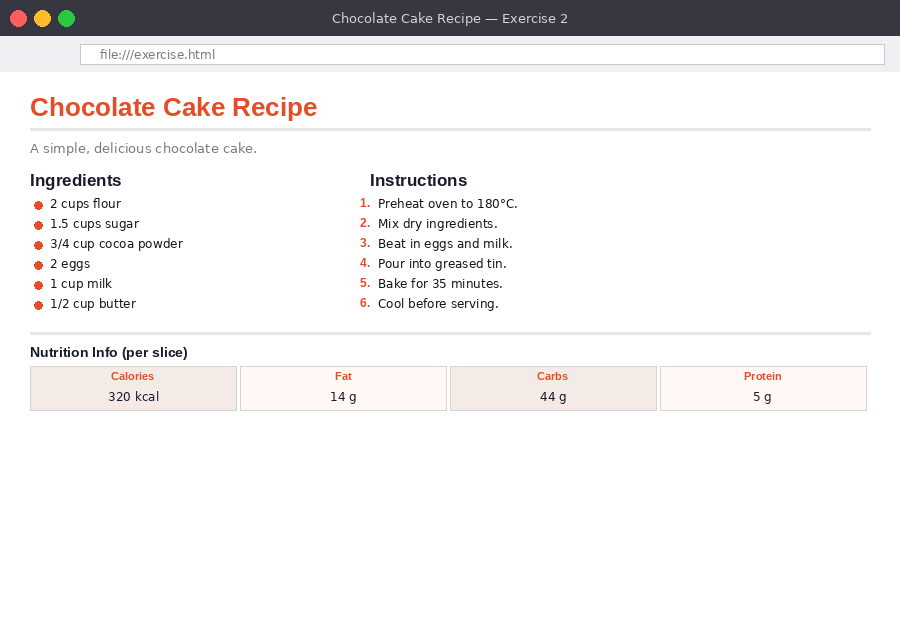 Chocolate Cake Recipe — Exercise 2
file:///exercise.html
Chocolate Cake Recipe
A simple, delicious chocolate cake.
Ingredients
2 cups flour
1.5 cups sugar
3/4 cup cocoa powder
2 eggs
1 cup milk
1/2 cup butter
Instructions
1. Preheat oven to 180°C.
2. Mix dry ingredients.
3. Beat in eggs and milk.
4. Pour into greased tin.
5. Bake for 35 minutes.
6. Cool before serving.
Nutrition Info (per slice)
Calories Fat Carbs Protein
320 kcal 14 g 44 g 5 g